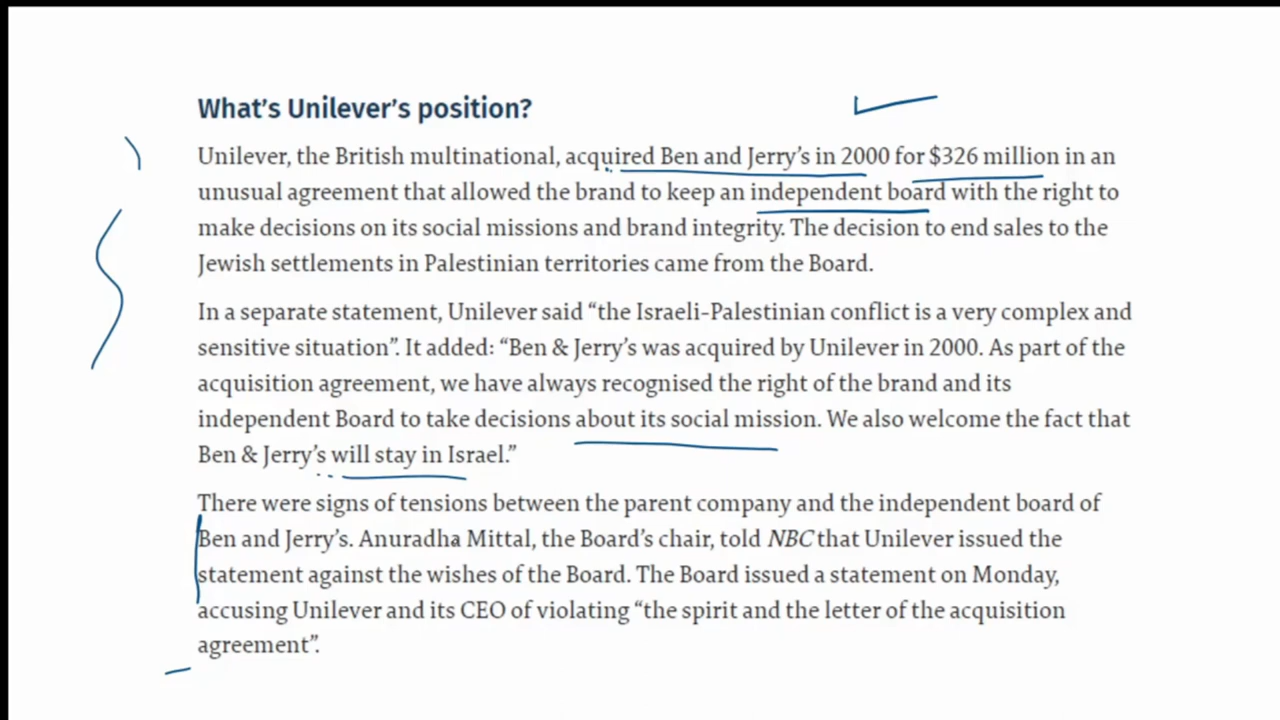 What’s Unilever’s position?
Unilever, the British multinational, acquired Ben and Jerry’s in 2000 for $326 million in an
unusual agreement that allowed the brand to keep an independent board with the right to
make decisions on its social missions and brand integrity. The decision to end sales to the
Jewish settlements in Palestinian territories came from the Board.
In a separate statement, Unilever said “the Israeli-Palestinian conflict is a very complex and
sensitive situation”. It added: “Ben & Jerry’s was acquired by Unilever in 2000. As part of the
acquisition agreement, we have always recognised the right of the brand and its
independent Board to take decisions about its social mission. We also welcome the fact that
Ben & Jerry’s will stay in Israel.”
There were signs of tensions between the parent company and the independent board of
Ben and Jerry’s. Anuradha Mittal, the Board’s chair, told NBC that Unilever issued the
statement against the wishes of the Board. The Board issued a statement on Monday,
accusing Unilever and its CEO of violating “the spirit and the letter of the acquisition
agreement”.